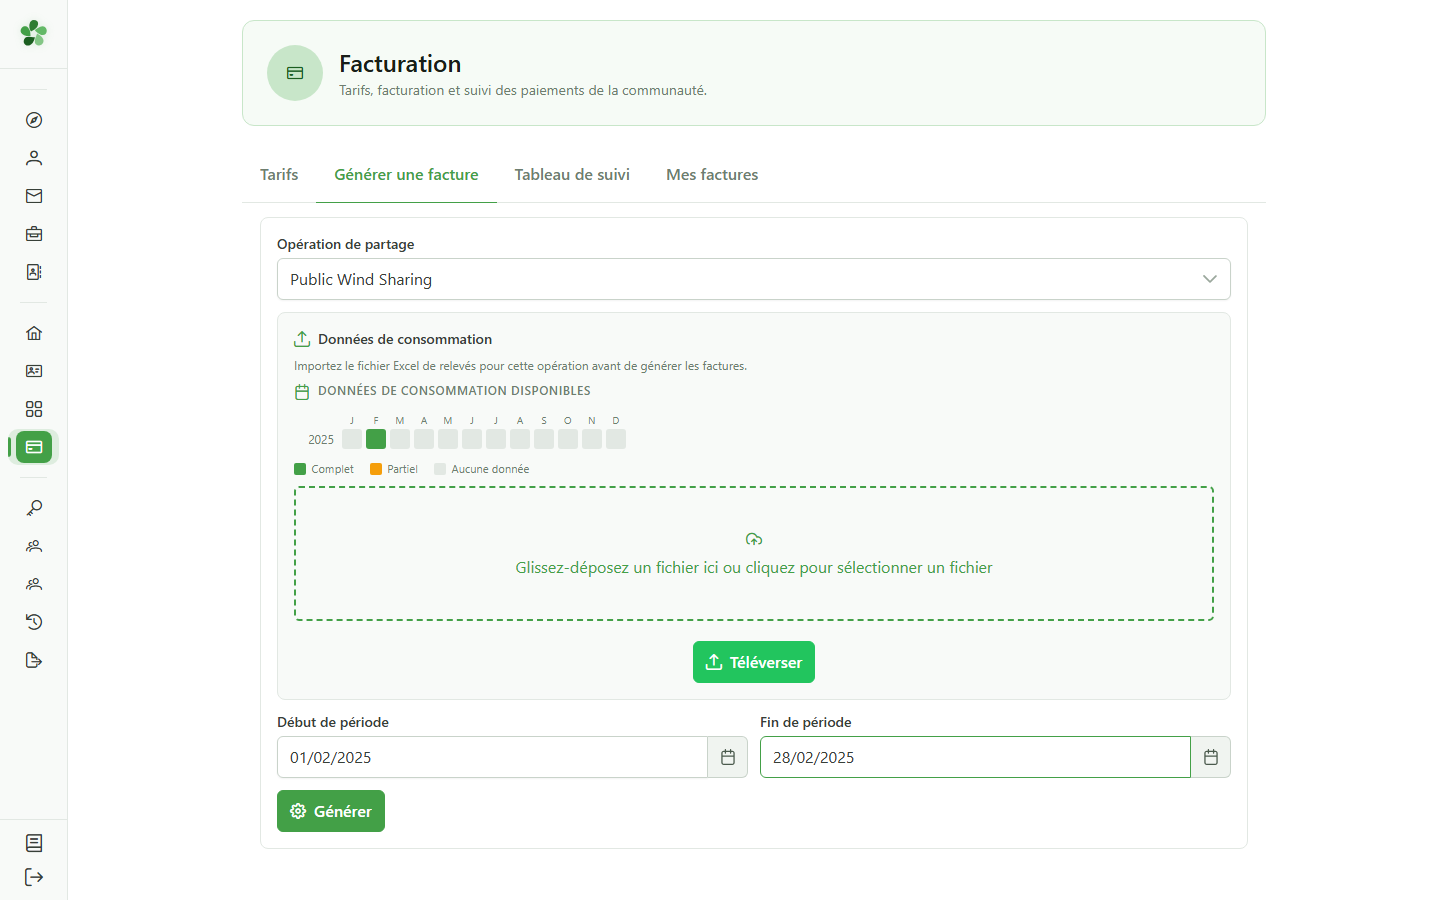 Facturation
Tarifs, facturation et suivi des paiements de la communauté.
Tarifs
Générer une facture
Tableau de suivi
Mes factures
Opération de partage
Public Wind Sharing
Données de consommation
Importez le fichier Excel de relevés pour cette opération avant de générer les factures.
DONNÉES DE CONSOMMATION DISPONIBLES
J F M A M J J A S O N D
2025
Complet
Partiel
Aucune donnée
Glissez-déposez un fichier ici ou cliquez pour sélectionner un fichier
Téléverser
Début de période
01/02/2025
Fin de période
28/02/2025
Générer